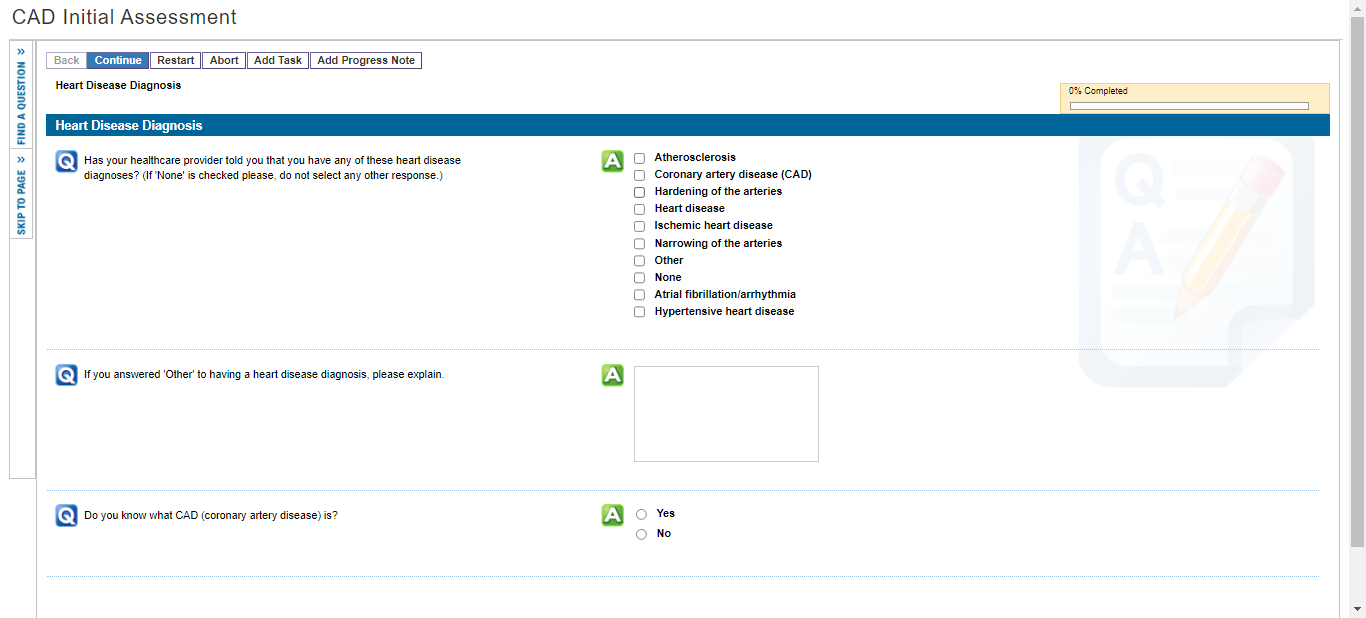 CAD Initial Assessment
FIND A QUESTION »
SKIP TO PAGE »
Back Continue Restart Abort Add Task Add Progress Note
Heart Disease Diagnosis
0% Completed
Heart Disease Diagnosis
Q Has your healthcare provider told you that you have any of these heart disease
diagnoses? (If 'None' is checked please, do not select any other response.)
A Atherosclerosis
Coronary artery disease (CAD)
Hardening of the arteries
Heart disease
Ischemic heart disease
Narrowing of the arteries
Other
None
Atrial fibrillation/arrhythmia
Hypertensive heart disease
Q
A
Q If you answered 'Other' to having a heart disease diagnosis, please explain.
A
Q Do you know what CAD (coronary artery disease) is?
A Yes
No